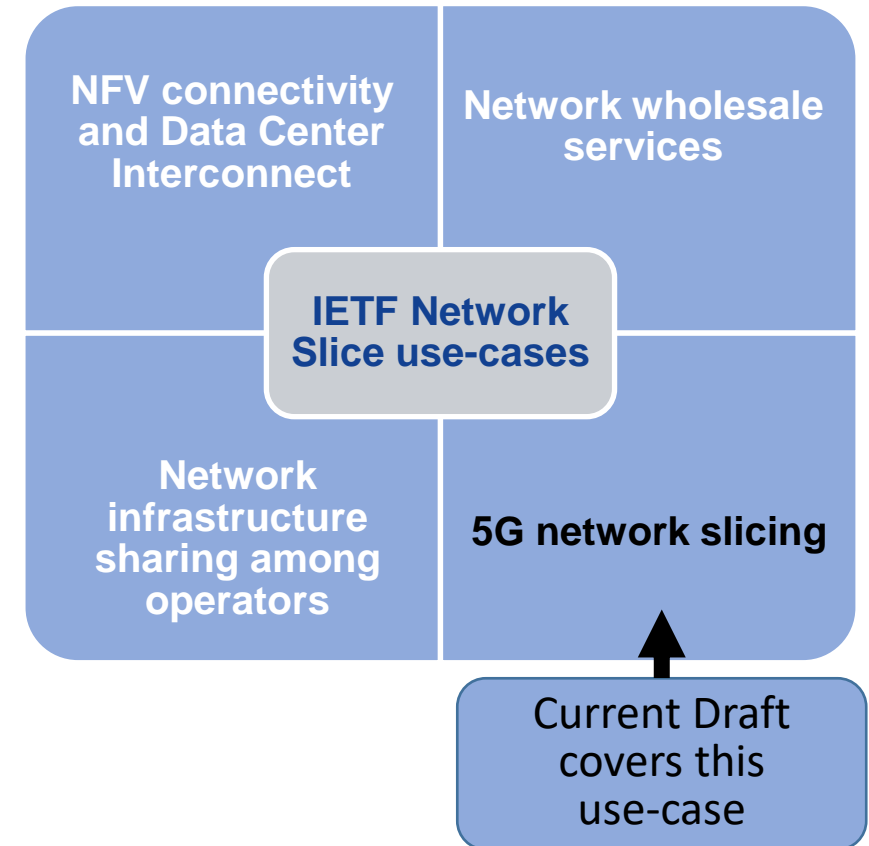 NFV connectivity
and Data Center
Interconnect
Network wholesale
services
IETF Network
Slice use-cases
Network
infrastructure
sharing among
operators
5G network slicing
Current Draft
covers this
use-case